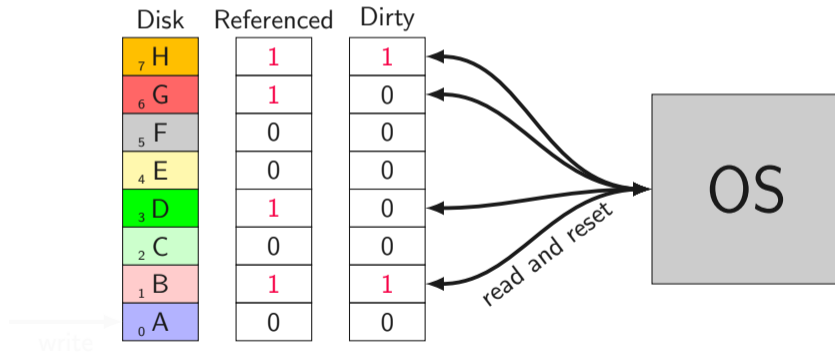 Disk Referenced Dirty
7 H 1 1
6 G 1 0
5 F 0 0
4 E 0 0
3 D 1 0
2 C 0 0
1 B 1 1
0 A 0 0
OS
read and reset
write